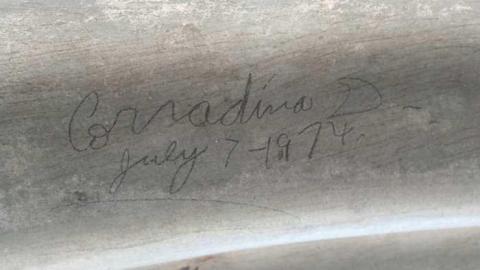 Corradina D -
July 7-1974.